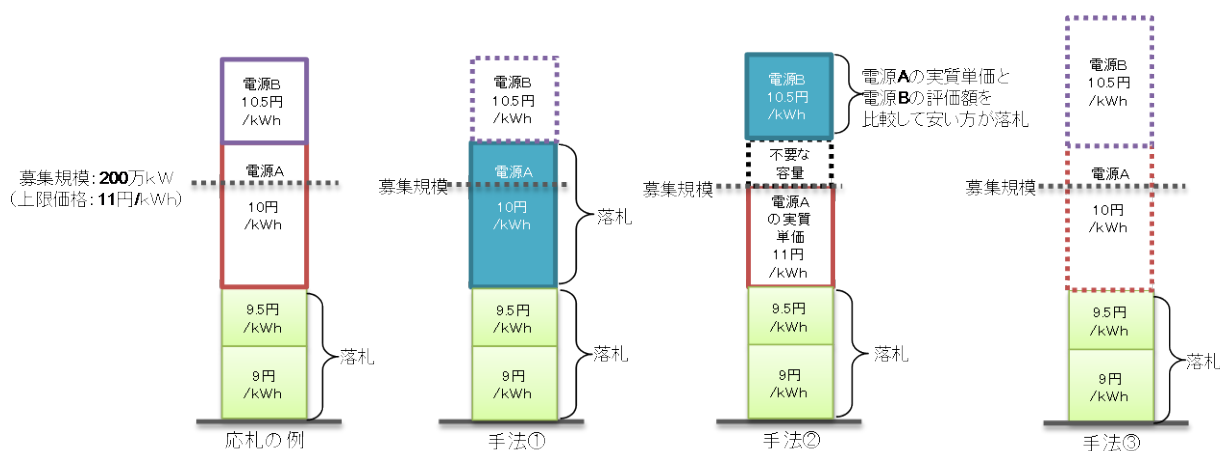 募集規模：200万kW
（上限価格：11円/kWh）
電源B
10.5円
/kWh
電源A
10円
/kWh
9.5円
/kWh
9円
/kWh
落札
応札の例
募集規模
電源B
10.5円
/kWh
電源A
10円
/kWh
落札
9.5円
/kWh
9円
/kWh
落札
手法①
募集規模
電源B
10.5円
/kWh
電源Aの実質単価と
電源Bの評価額を
比較して安い方が落札
不要な
容量
電源A
の実質
単価
11円
/kWh
9.5円
/kWh
9円
/kWh
落札
手法②
募集規模
電源B
10.5円
/kWh
電源A
10円
/kWh
9.5円
/kWh
9円
/kWh
落札
手法③